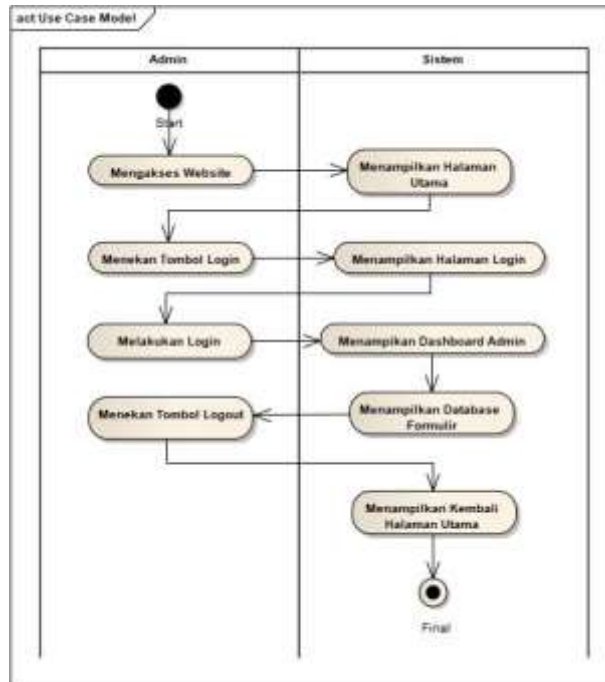 act Use Case Model
Admin
Sistem
Start
Mengakses Website
Menampilkan Halaman
Utama
Menekan Tombol Login
Menampilkan Halaman Login
Melakukan Login
Menampikan Dashboard Admin
Menekan Tombol Logout
Menampilkan Database
Formulir
Menampilkan Kembali
Halaman Utama
Final